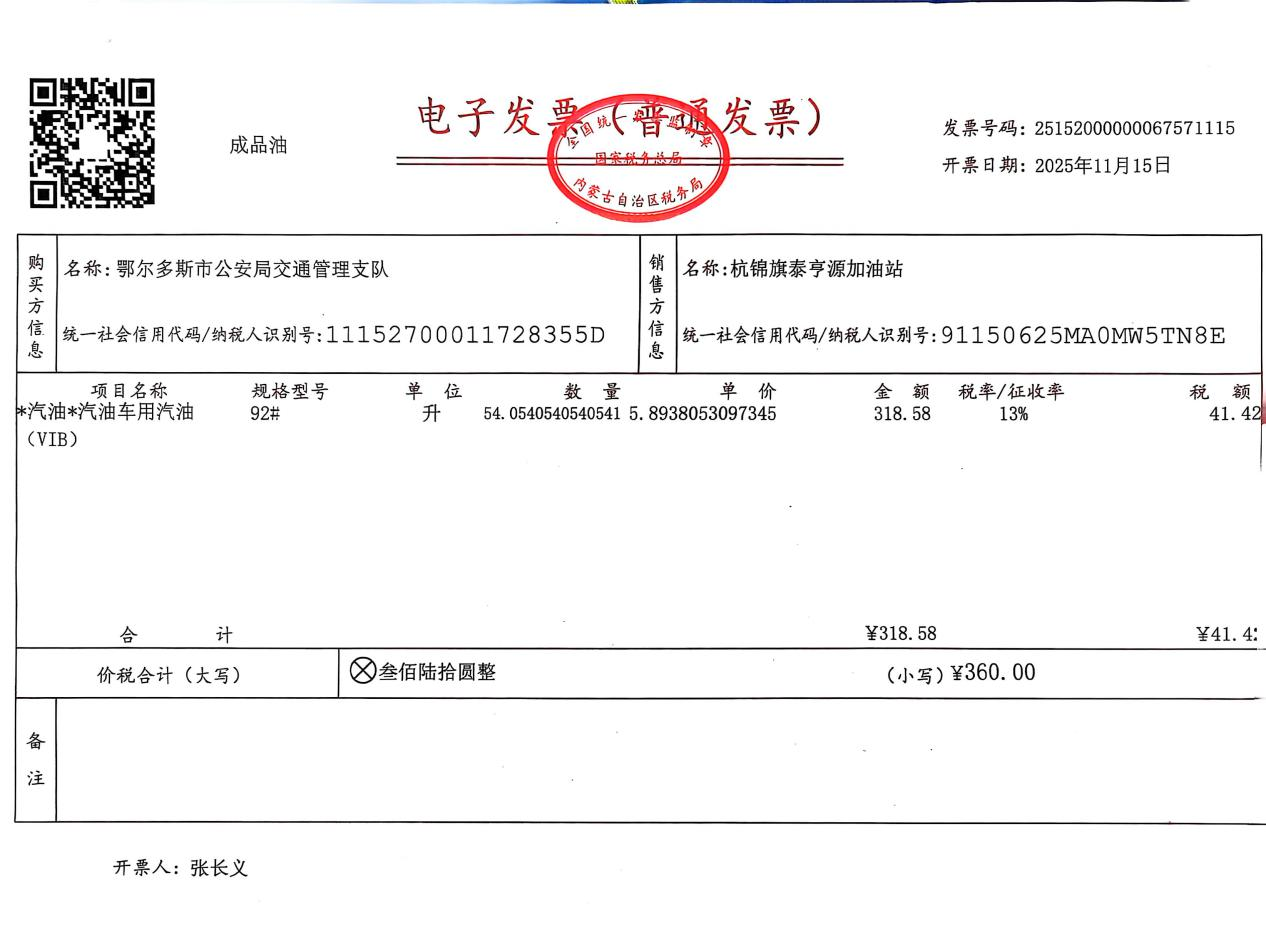 电子发票（普通发票）
成品油
全国统一发票监制章
国家税务总局
内蒙古自治区税务局
发票号码：25152000000067571115
开票日期：2025年11月15日
购买方信息
名称：鄂尔多斯市公安局交通管理支队
统一社会信用代码/纳税人识别号：11152700011728355D
销售方信息
名称：杭锦旗泰亨源加油站
统一社会信用代码/纳税人识别号：91150625MA0MW5TN8E
项目名称 规格型号 单位 数量 单价 金额 税率/征收率 税额
*汽油*汽油车用汽油 92# 升 54.0540540540541 5.8938053097345 318.58 13% 41.42
（VIB）
合计 ¥318.58 ¥41.4
价税合计（大写） 叁佰陆拾圆整 （小写）¥360.00
备注
开票人：张长义